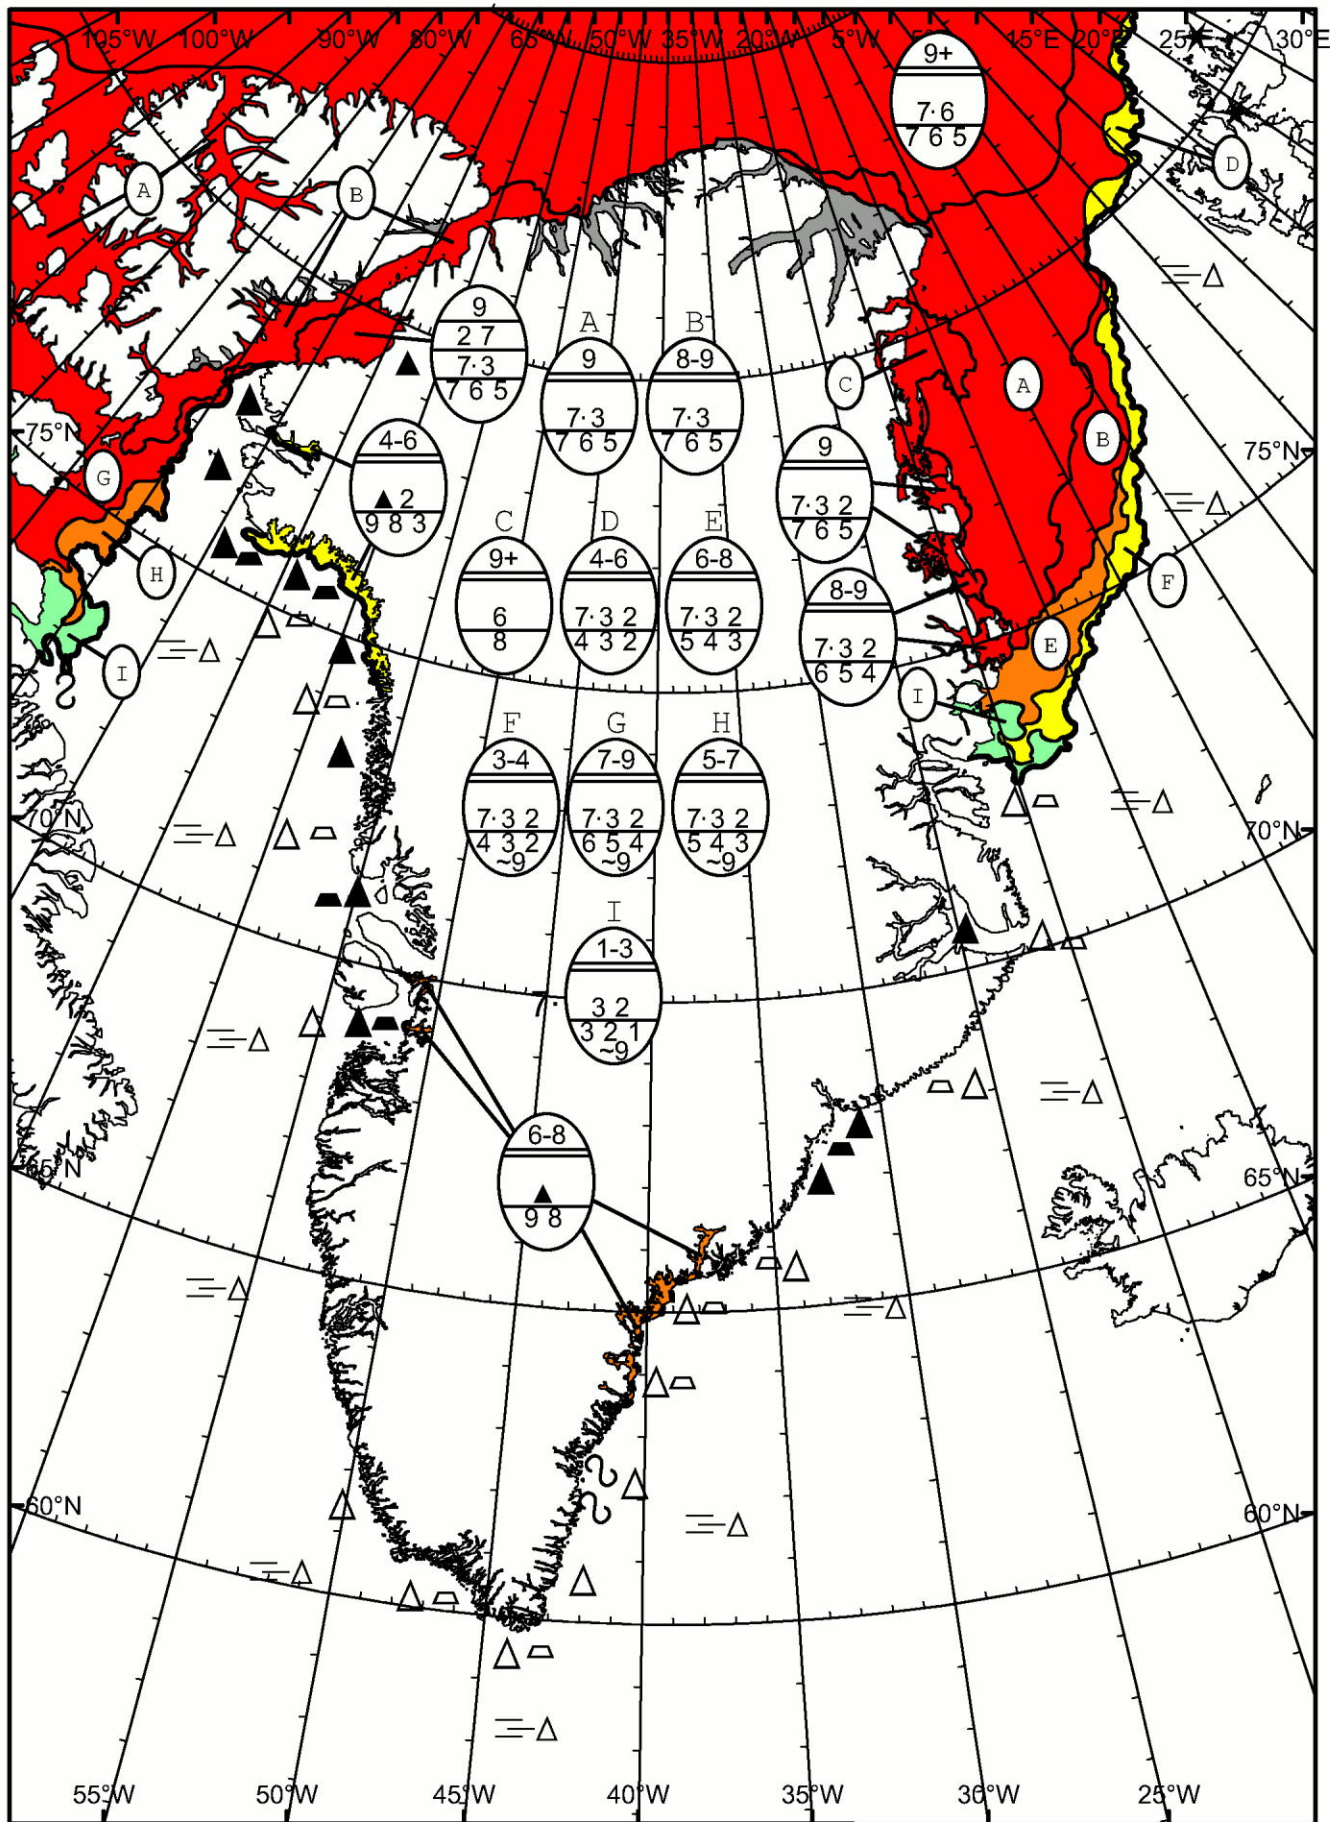 105°W 100°W 90°W 80°W 65°W 50°W 35°W 20°W 5°W 15°E 20°E 25°E 30°E
9+
7·6
7 6 5
D
A
B
9
2 7
7·3
7 6 5
A
9
7·3
7 6 5
B
8-9
7·3
7 6 5
C
A
B
75°N
75°N
G
4-6
▲ 2
9 8 3
9
7·3 2
7 6 5
C
9+
6
8
D
4-6
7·3 2
4 3 2
E
6-8
7·3 2
5 4 3
H
F
8-9
7·3 2
6 5 4
E
I
I
F
3-4
7·3 2
4 3 2
~9
G
7-9
7·3 2
6 5 4
~9
H
5-7
7·3 2
5 4 3
~9
70°N
70°N
I
1-3
7·
3 2
3 2 1
~9
6-8
▲
9 8
65°N
65°N
60°N
60°N
55°W 50°W 45°W 40°W 35°W 30°W 25°W